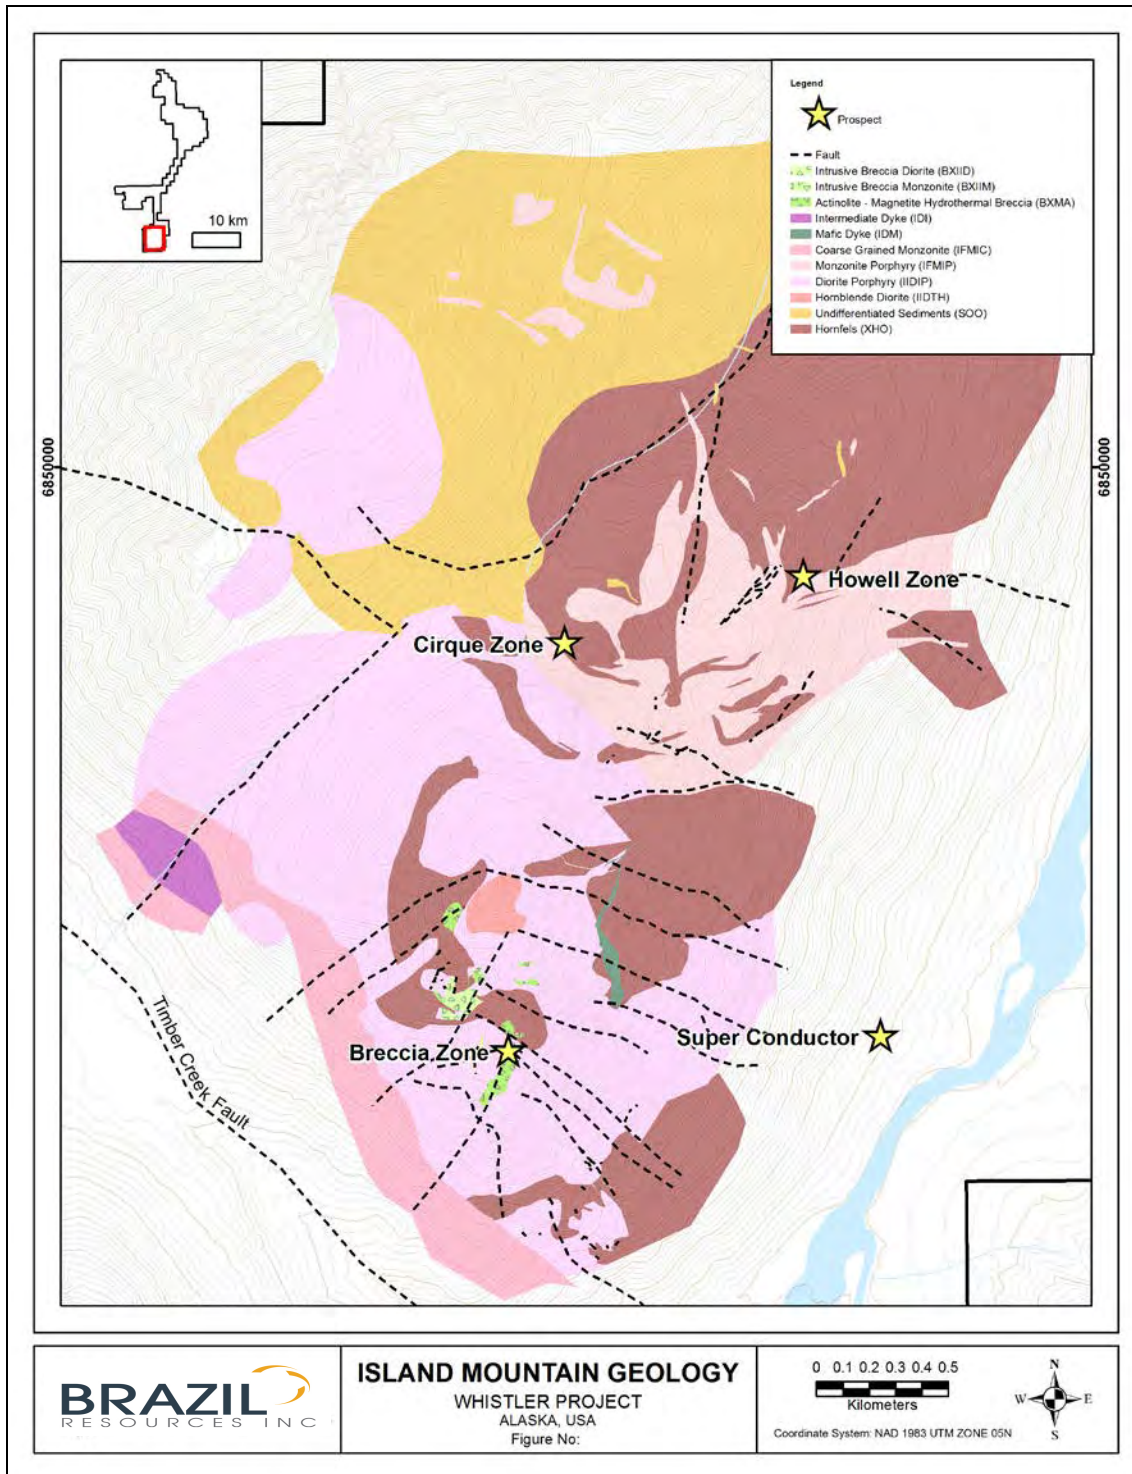 10 km
Legend
Prospect
Fault
Intrusive Breccia Diorite (BXIID)
Intrusive Breccia Monzonite (BXIIM)
Actinolite - Magnetite Hydrothermal Breccia (BXMA)
Intermediate Dyke (IDI)
Mafic Dyke (IDM)
Coarse Grained Monzonite (IFMIC)
Monzonite Porphyry (IFMIP)
Diorite Porphyry (IIDIP)
Hornblende Diorite (IIDTH)
Undifferentiated Sediments (SOO)
Hornfels (XHO)
6850000
6850000
Howell Zone
Cirque Zone
Super Conductor
Breccia Zone
Timber Creek Fault
BRAZIL
RESOURCES INC
ISLAND MOUNTAIN GEOLOGY
WHISTLER PROJECT
ALASKA, USA
Figure No:
0 0.1 0.2 0.3 0.4 0.5
Kilometers
Coordinate System: NAD 1983 UTM ZONE 05N
N
W E
S